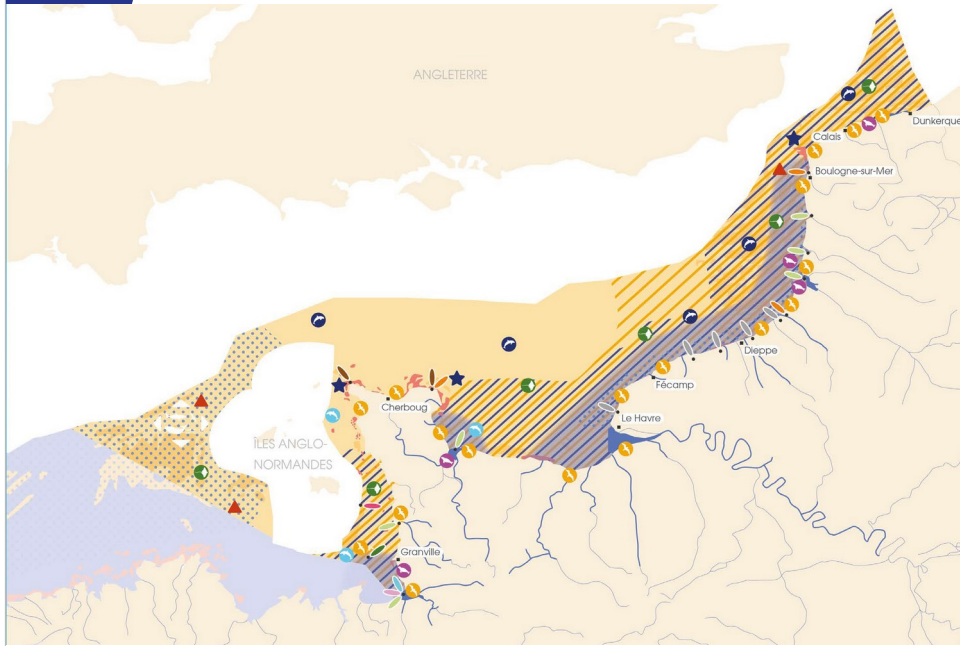 ANGLETERRE
Dunkerque
Calais
Boulogne-sur-Mer
Dieppe
Fécamp
Cherboug
Le Havre
ÎLES ANGLO-
NORMANDES
Granville